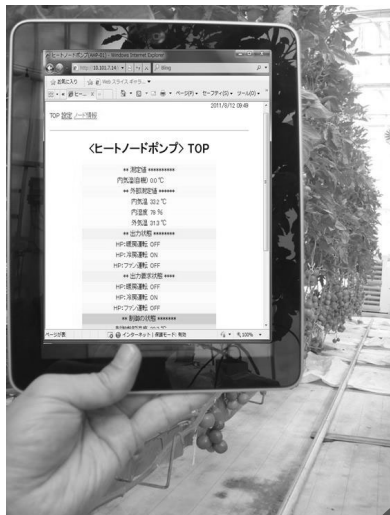 ヒートノードポンプ(AHP-01) - Windows Internet Explorer
Bing
お気に入り Web スライス ギャラ...
ページ(P) セーフティ(S) ツール(O)
2011/8/12 09:49
TOP 設定 ノード情報
<ヒートノードポンプ> TOP
** 測定値 **********
内気温(自機) 0.0 ℃
** 外部測定値 ******
内気温 33.2 ℃
内湿度 79 %
外気温 31.3 ℃
** 出力状態 ********
HP:暖房運転 OFF
HP:冷房運転 ON
HP:ファン運転 OFF
** 出力要求状態 ****
HP:暖房運転 OFF
HP:冷房運転 ON
HP:ファン運転 OFF
** 制御の状態 *******
ページが表 インターネット | 保護モード: 有効 100%